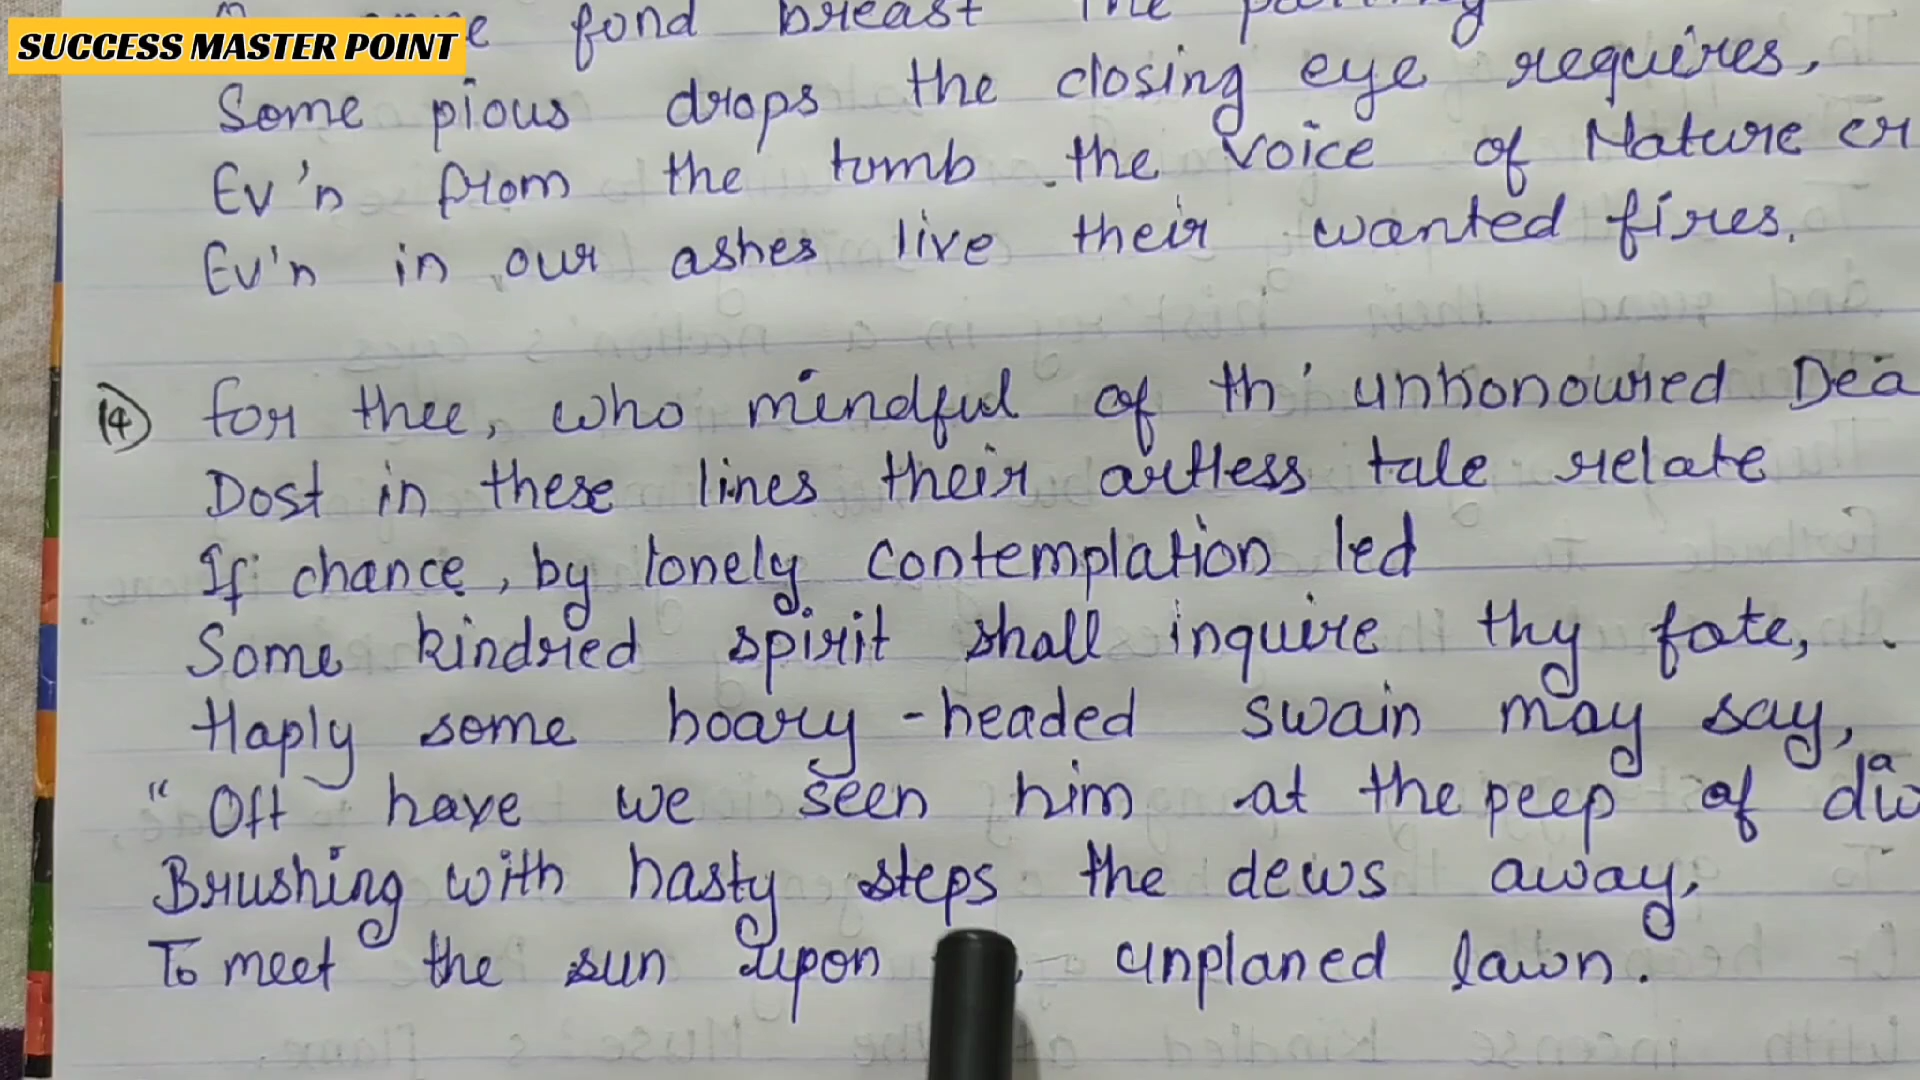 SUCCESS MASTER POINT
fond breast the
Some pious drops the closing eye requires,
Ev'n from the tomb the voice of Nature cr
Ev'n in our ashes live their wanted fires.
14 for thee, who mindful of th' unhonoured Dea
Dost in these lines their artless tale relate
If chance, by lonely contemplation led
Some kindred spirit shall inquire thy fate,
Haply some hoary-headed swain may say,
"Oft have we seen him at the peep of
Brushing with hasty steps the dews away,
To meet the sun upon unplaned lawn.